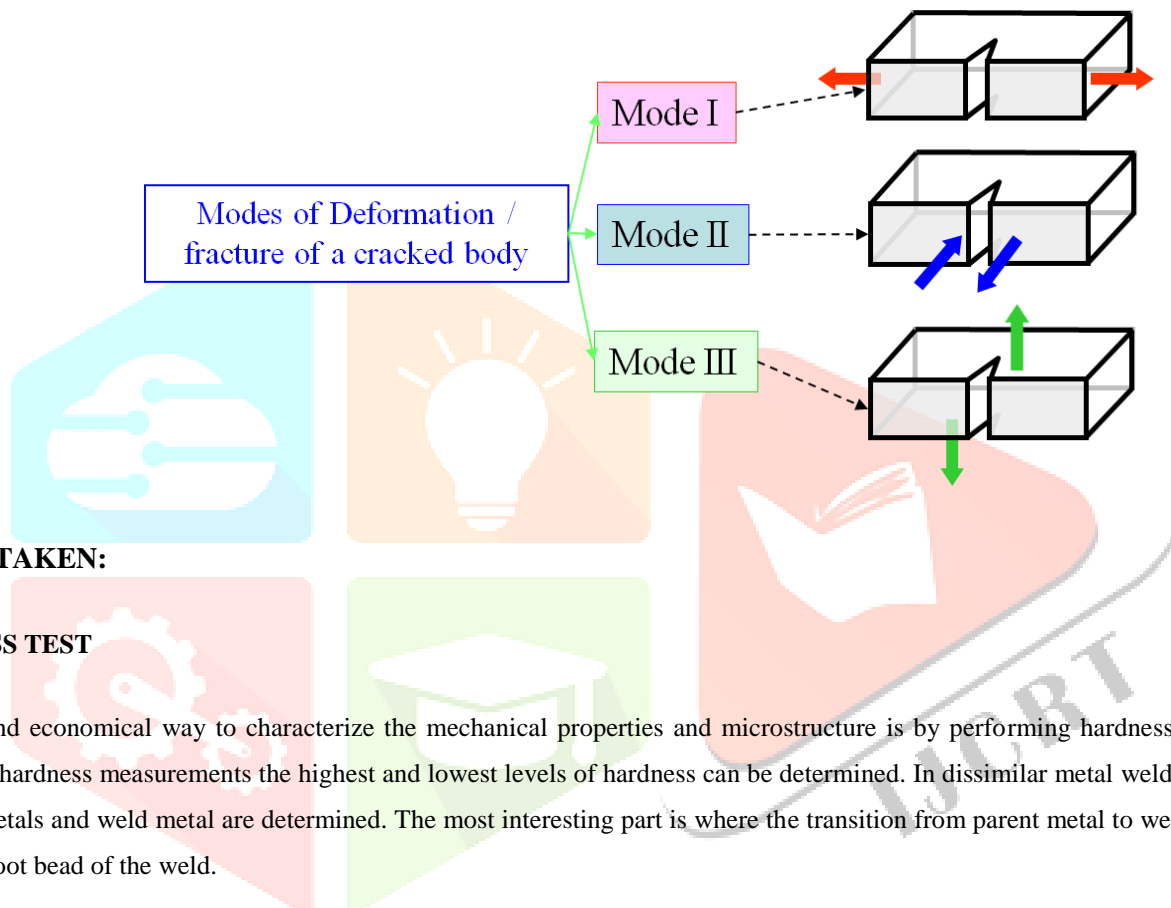 Mode I
Modes of Deformation /
fracture of a cracked body
Mode II
Mode III
TAKEN:
SS TEST
nd economical way to characterize the mechanical properties and microstructure is by performing hardness
hardness measurements the highest and lowest levels of hardness can be determined. In dissimilar metal weld
etals and weld metal are determined. The most interesting part is where the transition from parent metal to we
oot bead of the weld.
IJCRT